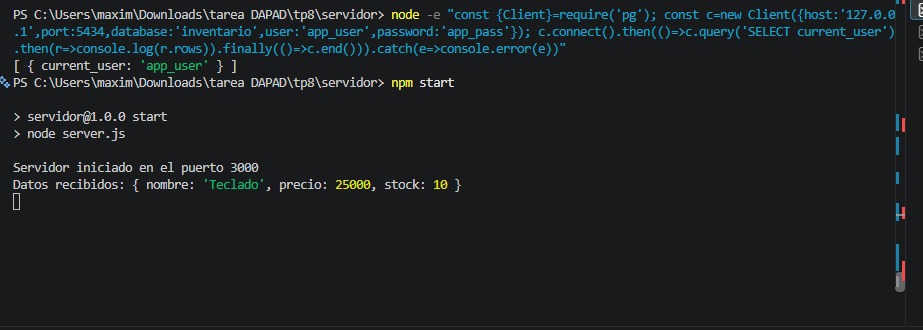 PS C:\Users\maxim\Downloads\tarea DAPAD\tp8\servidor> node -e "const {Client}=require('pg'); const c=new Client({host:'127.0.0
.1',port:5434,database:'inventario',user:'app_user',password:'app_pass'}); c.connect().then(()=>c.query('SELECT current_user')
.then(r=>console.log(r.rows)).finally(()=>c.end())).catch(e=>console.error(e))"
[ { current_user: 'app_user' } ]
PS C:\Users\maxim\Downloads\tarea DAPAD\tp8\servidor> npm start
> servidor@1.0.0 start
> node server.js
Servidor iniciado en el puerto 3000
Datos recibidos: { nombre: 'Teclado', precio: 25000, stock: 10 }